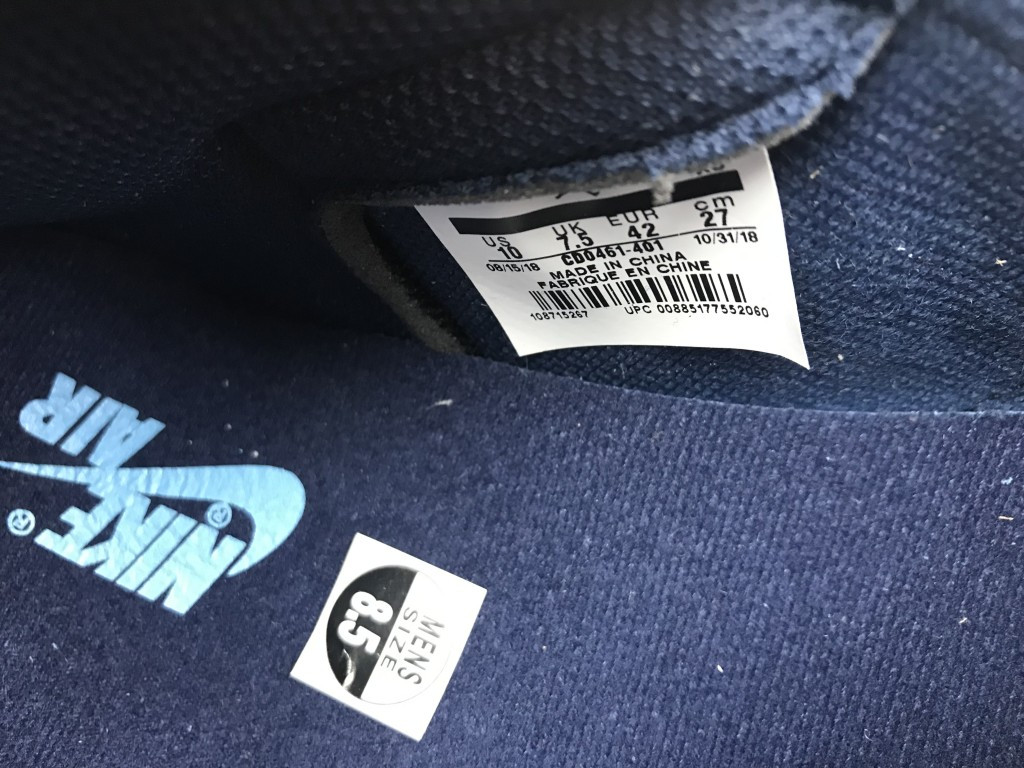 US UK EUR cm
10 7.5 42 27
08/15/18 CD0461-401 10/31/18
MADE IN CHINA
FABRIQUE EN CHINE
108715267 UPC 00885177552060
NIKE®
AIR
®
MENS
SIZE
8.5